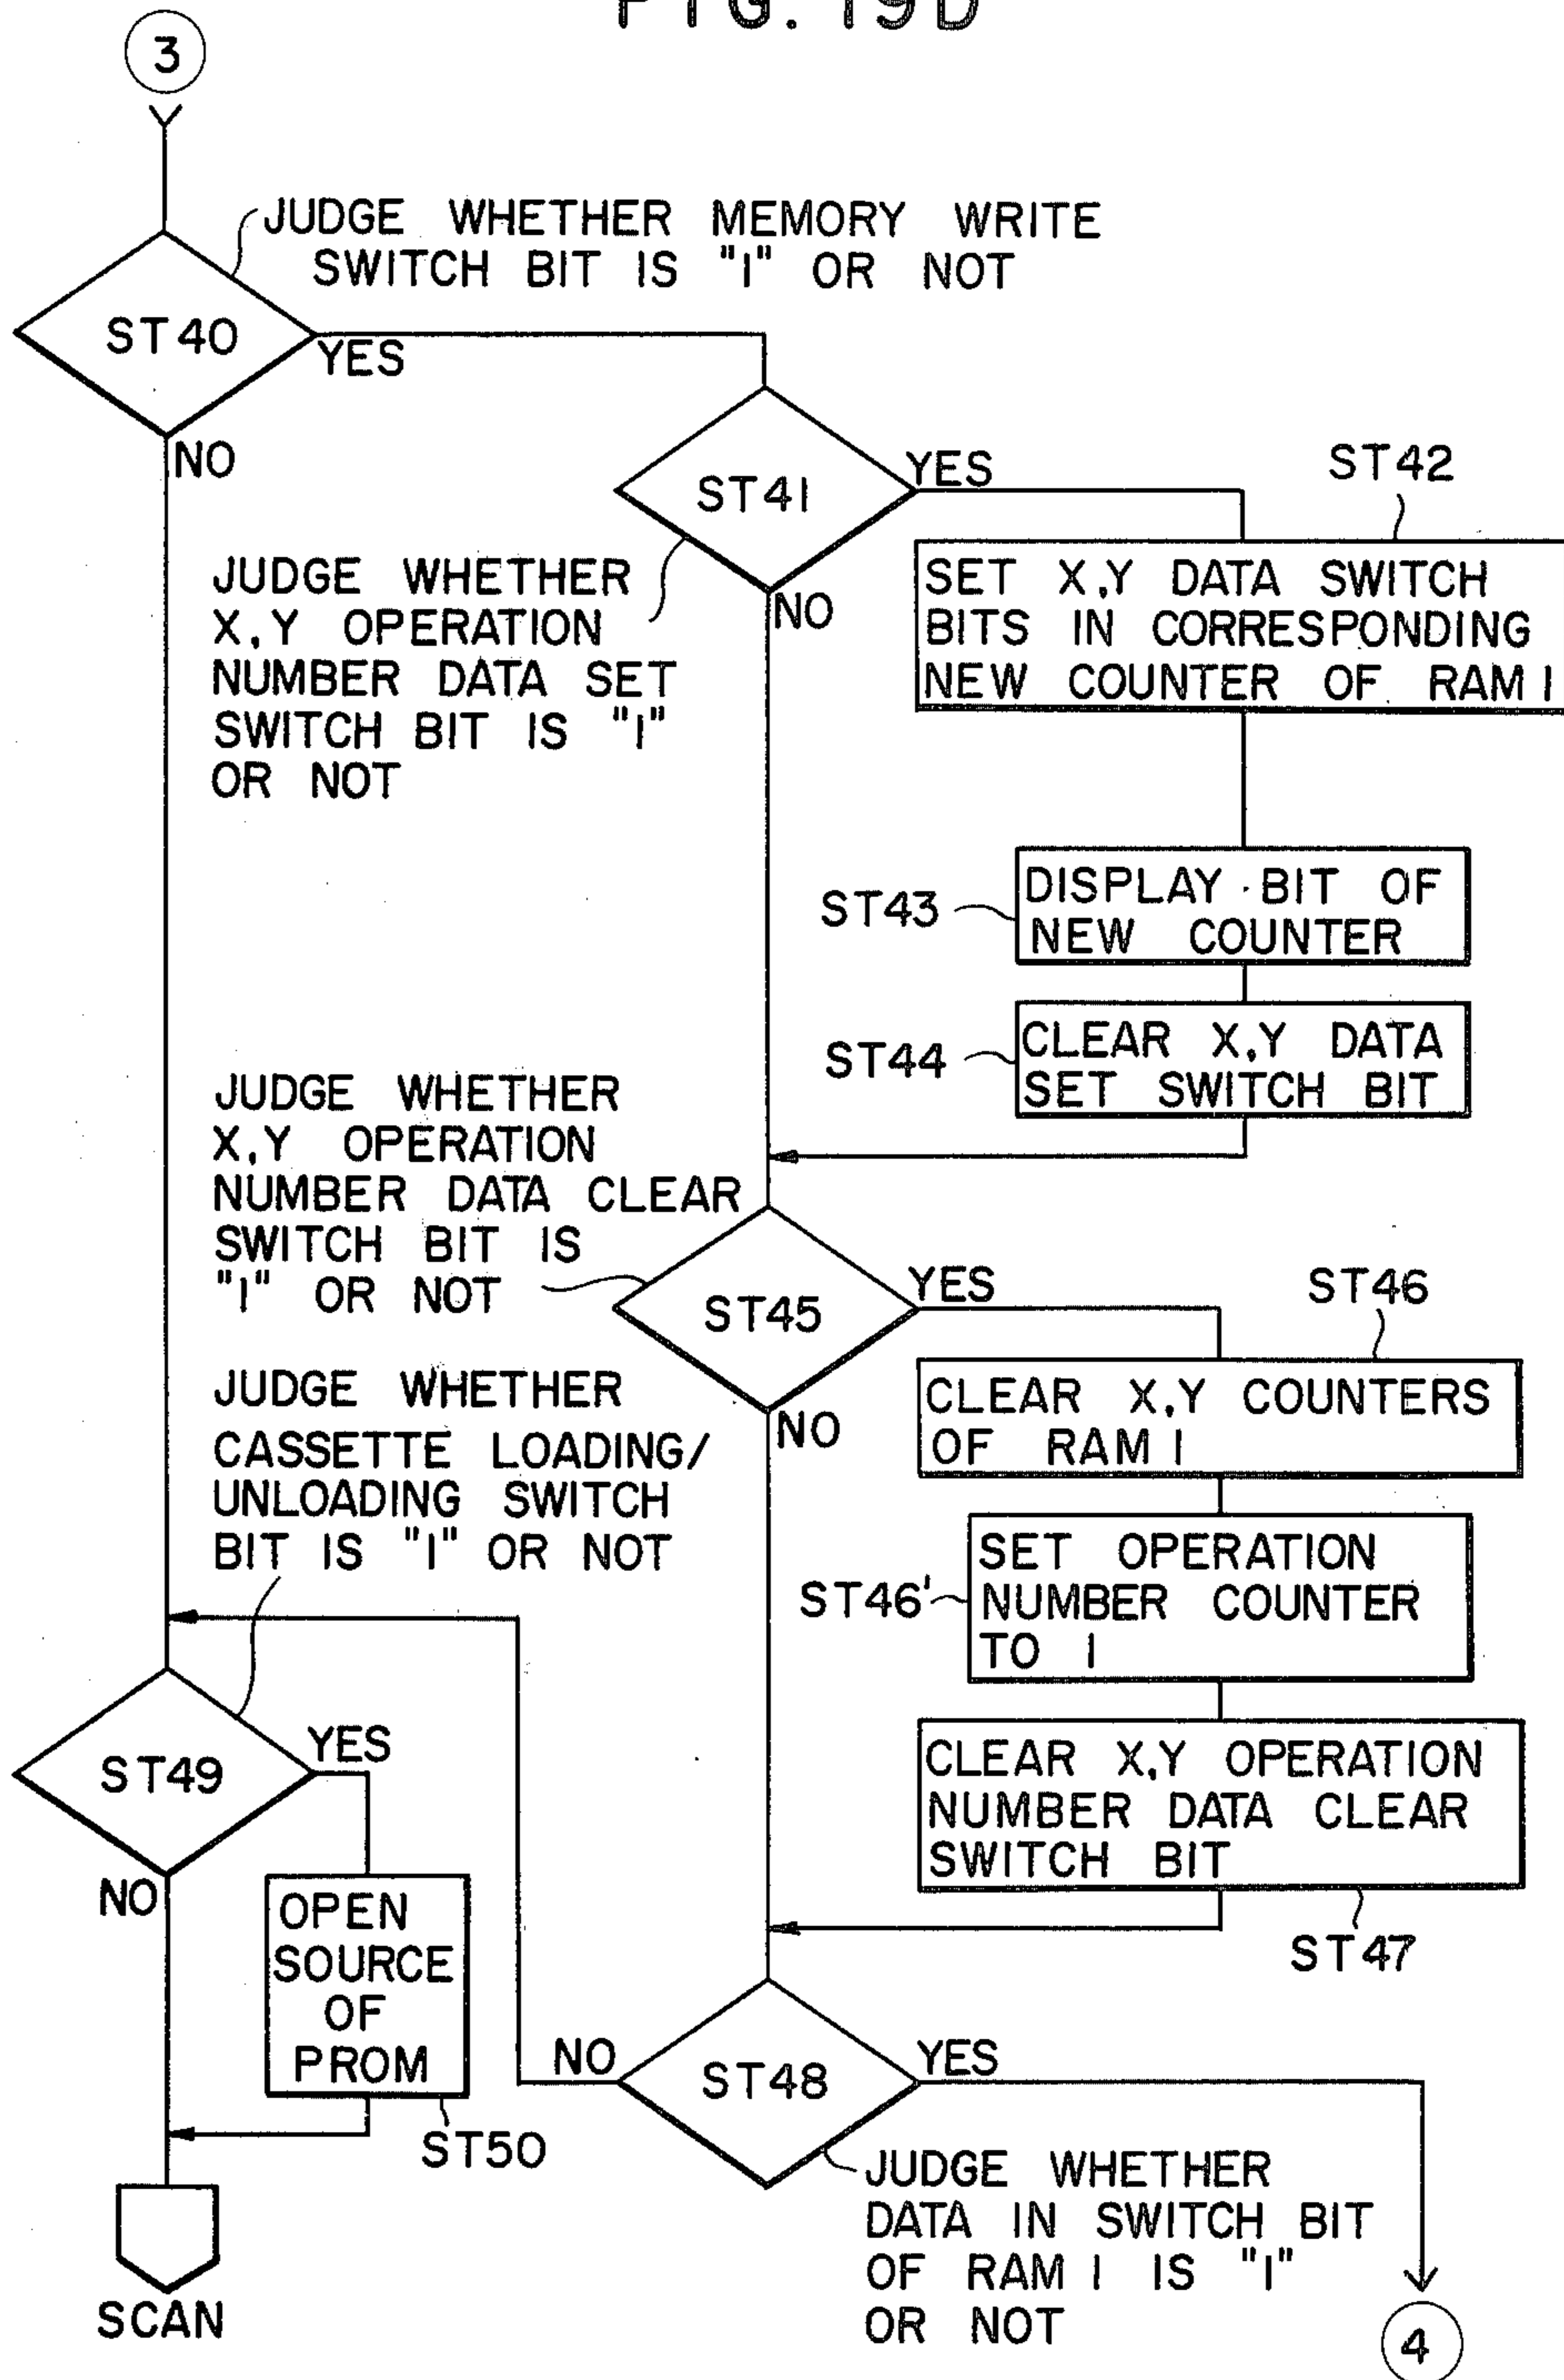 FIG. 19D
3
JUDGE WHETHER MEMORY WRITE
SWITCH BIT IS "1" OR NOT
ST40
YES
NO
ST41
YES
NO
JUDGE WHETHER
X,Y OPERATION
NUMBER DATA SET
SWITCH BIT IS "1"
OR NOT
ST42
SET X,Y DATA SWITCH
BITS IN CORRESPONDING
NEW COUNTER OF RAM 1
ST43
DISPLAY BIT OF
NEW COUNTER
ST44
CLEAR X,Y DATA
SET SWITCH BIT
JUDGE WHETHER
X,Y OPERATION
NUMBER DATA CLEAR
SWITCH BIT IS
"1" OR NOT
ST45
YES
NO
ST46
CLEAR X,Y COUNTERS
OF RAM 1
ST46'
SET OPERATION
NUMBER COUNTER
TO 1
CLEAR X,Y OPERATION
NUMBER DATA CLEAR
SWITCH BIT
ST47
JUDGE WHETHER
CASSETTE LOADING/
UNLOADING SWITCH
BIT IS "1" OR NOT
ST49
YES
NO
OPEN
SOURCE
OF
PROM
ST50
SCAN
NO
ST48
YES
JUDGE WHETHER
DATA IN SWITCH BIT
OF RAM 1 IS "1"
OR NOT
4